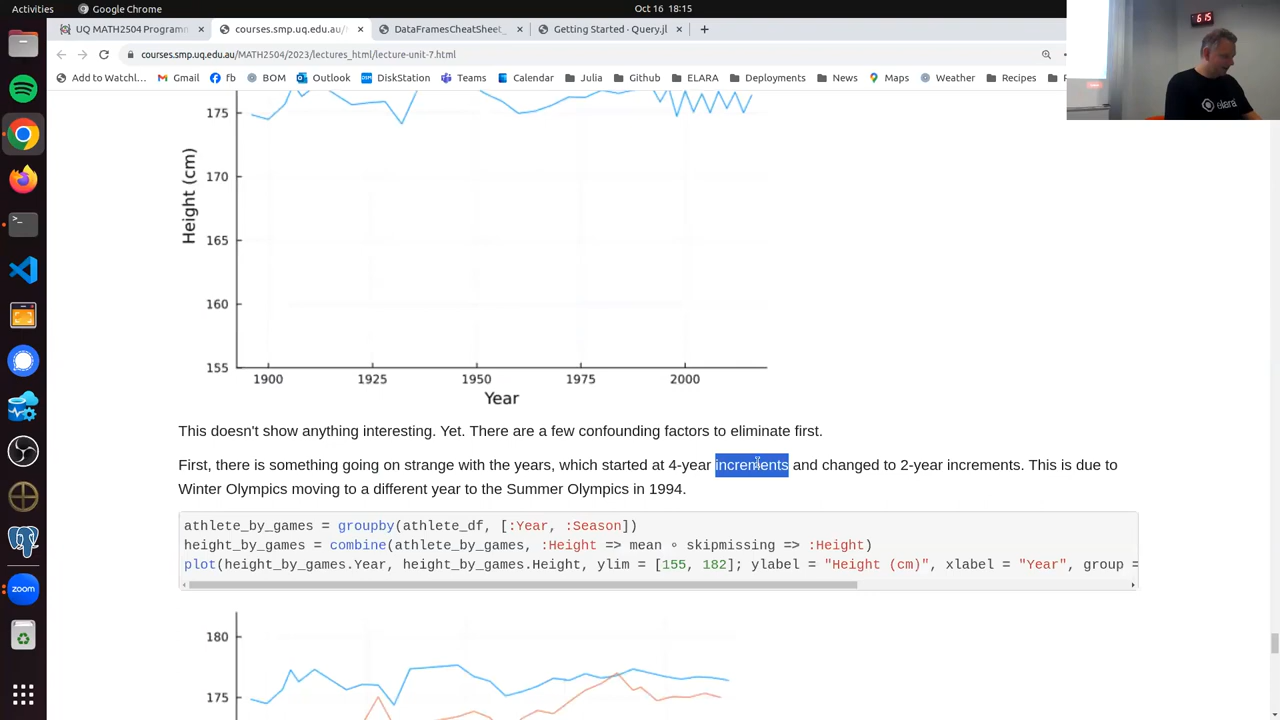 Activities
Google Chrome
Oct 16 18:15
UQ MATH2504 Programm
courses.smp.uq.edu.au/
DataFramesCheatSheet_
Getting Started · Query.jl
courses.smp.uq.edu.au/MATH2504/2023/lectures_html/lecture-unit-7.html
Add to Watchl... Gmail fb BOM Outlook DiskStation Teams Calendar Julia Github ELARA Deployments News Maps Weather Recipes
6 15
elara
175
170
165
160
155
Height (cm)
1900 1925 1950 1975 2000
Year
This doesn't show anything interesting. Yet. There are a few confounding factors to eliminate first.
First, there is something going on strange with the years, which started at 4-year increments and changed to 2-year increments. This is due to
Winter Olympics moving to a different year to the Summer Olympics in 1994.
athlete_by_games = groupby(athlete_df, [:Year, :Season])
height_by_games = combine(athlete_by_games, :Height => mean ∘ skipmissing => :Height)
plot(height_by_games.Year, height_by_games.Height, ylim = [155, 182]; ylabel = "Height (cm)", xlabel = "Year", group =
180
175
zoom